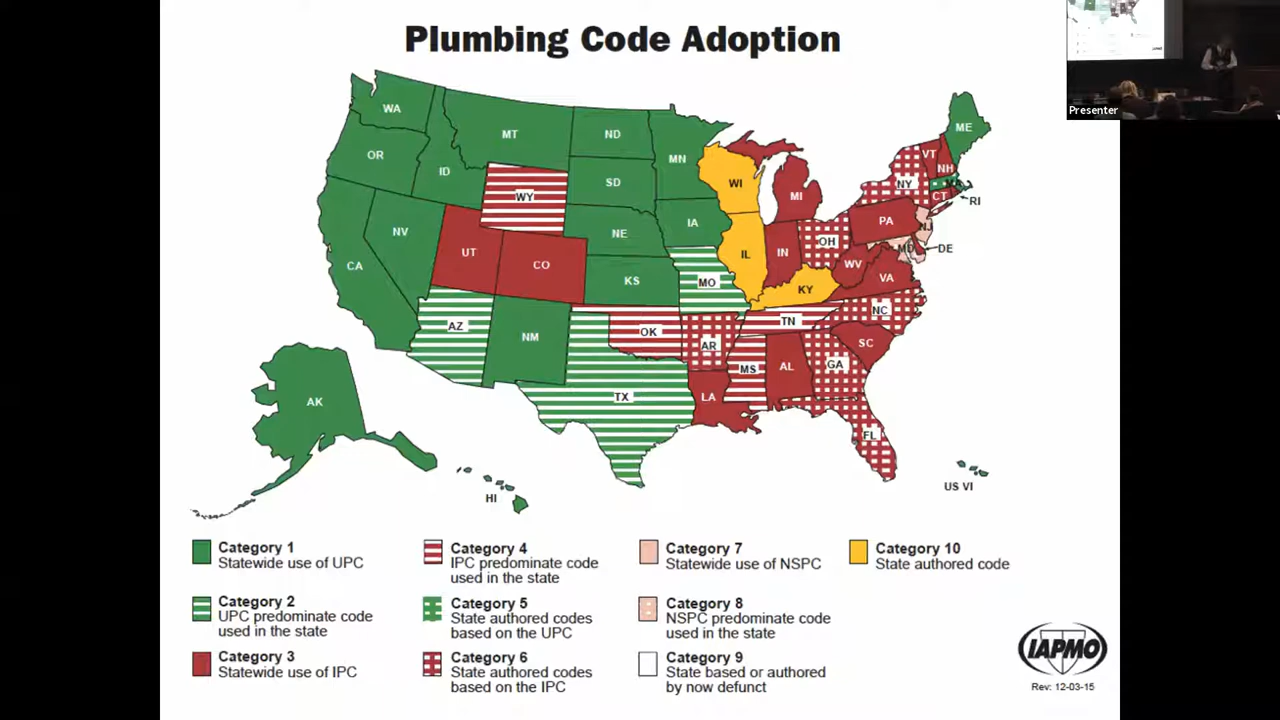 Plumbing Code Adoption
Presenter
WA
MT
ND
MN
ME
OR
ID
SD
WI
VT
NH
NY
MA
WY
MI
CT
RI
NV
NE
IA
PA
NJ
UT
CO
IL
IN
OH
MD
DE
CA
KS
MO
WV
VA
KY
AZ
NM
OK
AR
TN
NC
SC
TX
LA
MS
AL
GA
FL
AK
HI
US VI
Category 1
Statewide use of UPC
Category 2
UPC predominate code
used in the state
Category 3
Statewide use of IPC
Category 4
IPC predominate code
used in the state
Category 5
State authored codes
based on the UPC
Category 6
State authored codes
based on the IPC
Category 7
Statewide use of NSPC
Category 8
NSPC predominate code
used in the state
Category 9
State based or authored
by now defunct
Category 10
State authored code
IAPMO
Rev: 12-03-15